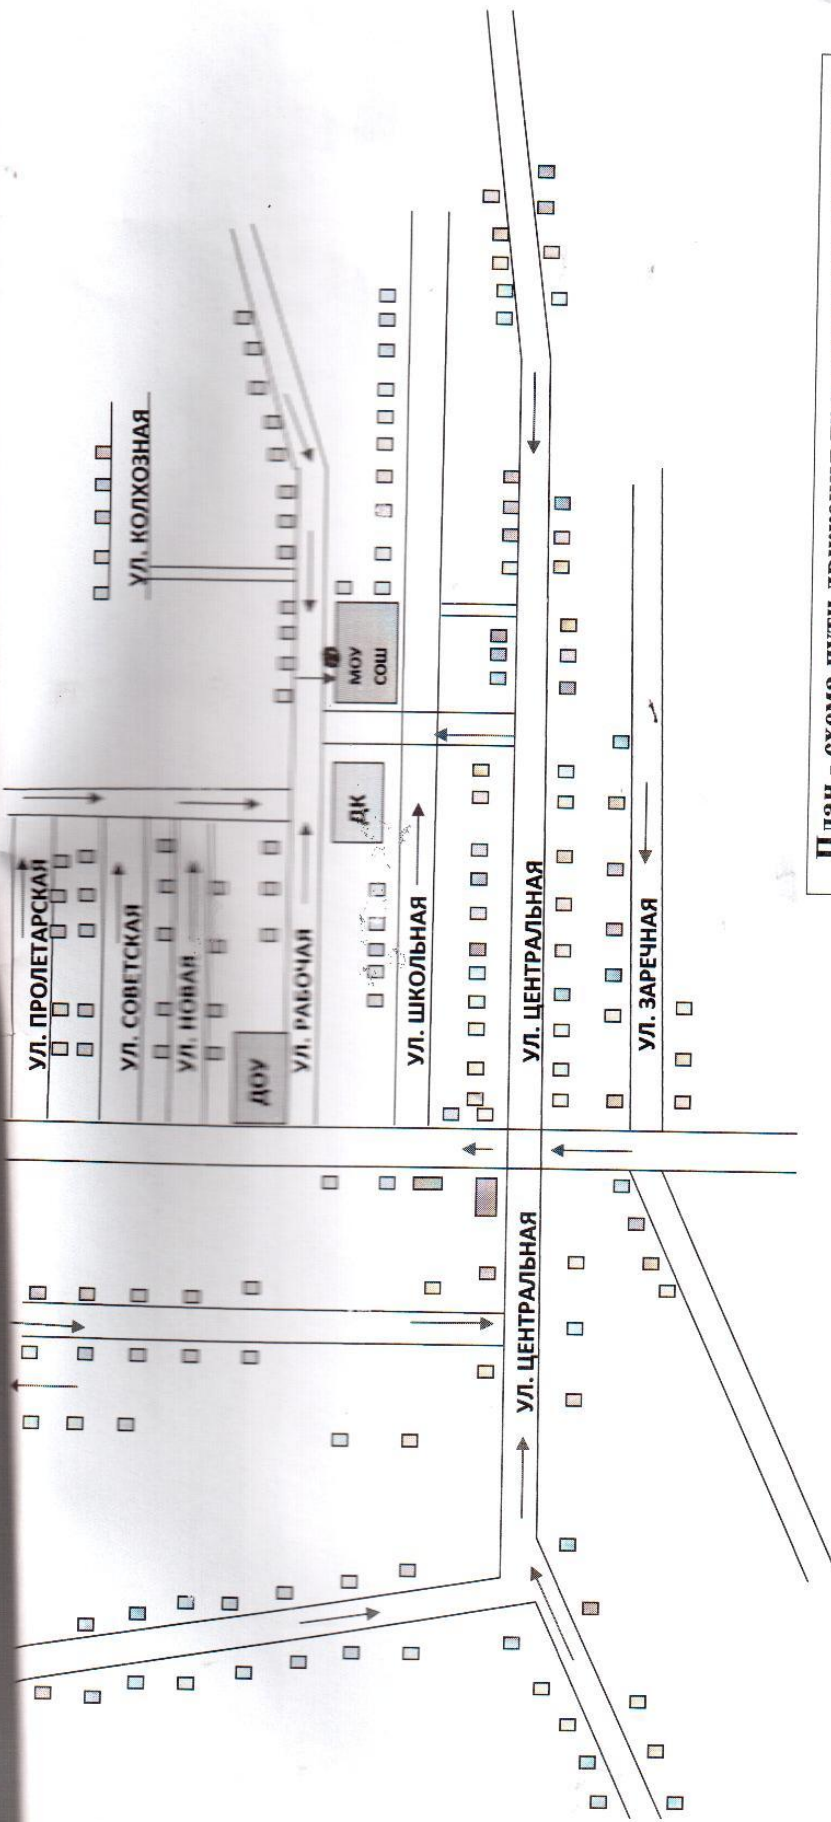 УЛ. ПРОЛЕТАРСКАЯ
УЛ. СОВЕТСКАЯ
УЛ. НОВАЯ
ДОУ
УЛ. РАБОЧАЯ
УЛ. КОЛХОЗНАЯ
МОУ
СОШ
ДК
УЛ. ШКОЛЬНАЯ
УЛ. ЦЕНТРАЛЬНАЯ
УЛ. ЦЕНТРАЛЬНАЯ
УЛ. ЗАРЕЧНАЯ
План - схема пути движения